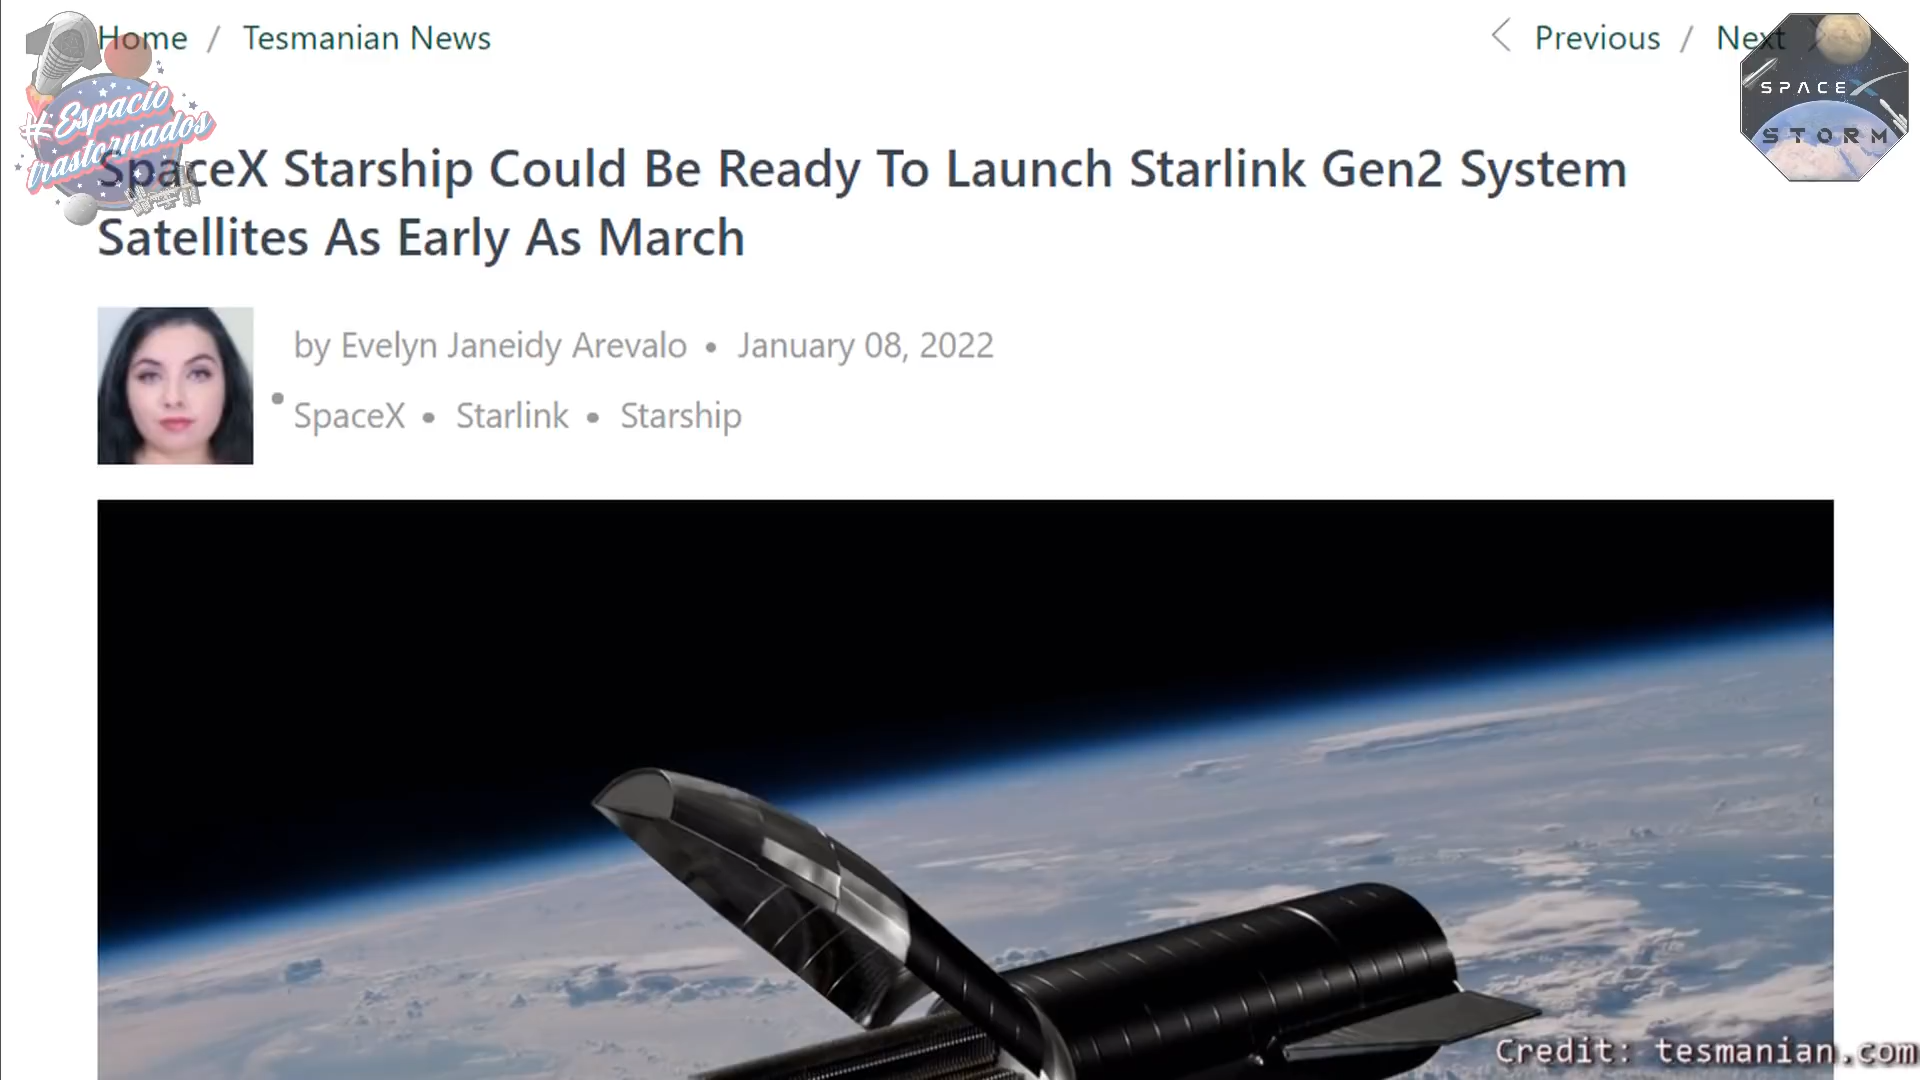 Home / Tesmanian News
Previous / Next
#Espacio
trastornados
SPACEX
STORM
SpaceX Starship Could Be Ready To Launch Starlink Gen2 System
Satellites As Early As March
by Evelyn Janeidy Arevalo • January 08, 2022
SpaceX • Starlink • Starship
Credit: tesmanian.com